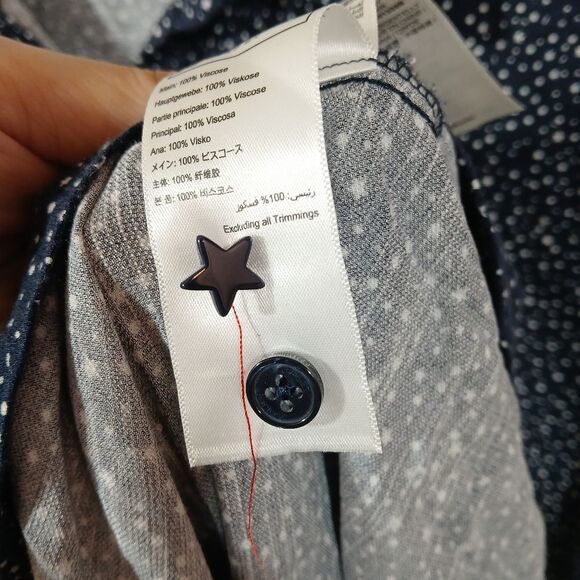 Main: 100% Viscose
Hauptgewebe: 100% Viskose
Partie principale: 100% Viscose
Principal: 100% Viscosa
Ana: 100% Visko
メイン: 100% ビスコース
主体: 100% 纤维胶
본 몸: 100% 비스코스
رئيسي: 100% فسكوز
Excluding all Trimmings